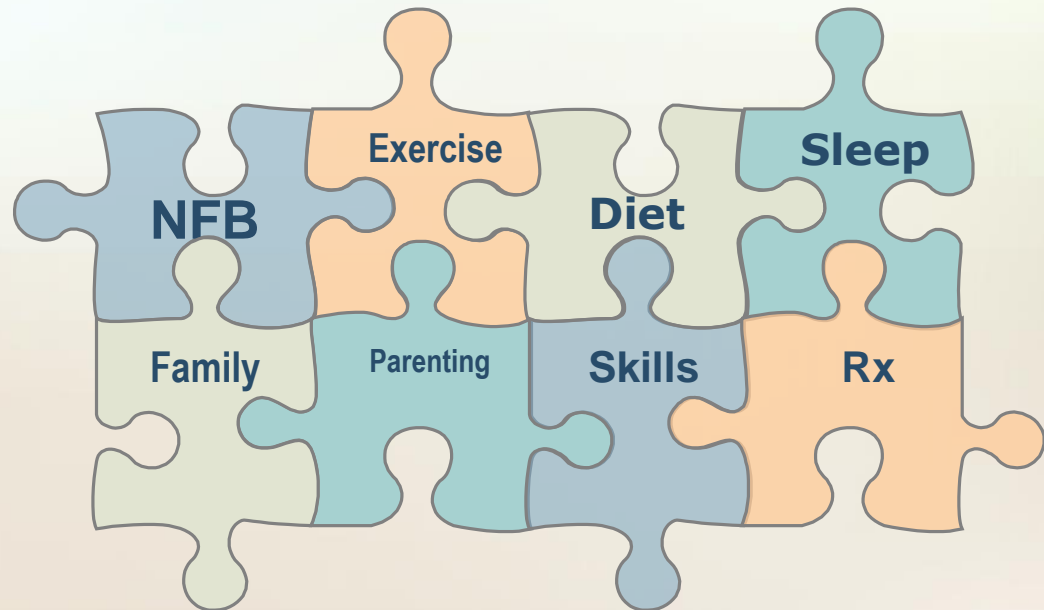 NFB
Exercise
Diet
Sleep
Family
Parenting
Skills
Rx